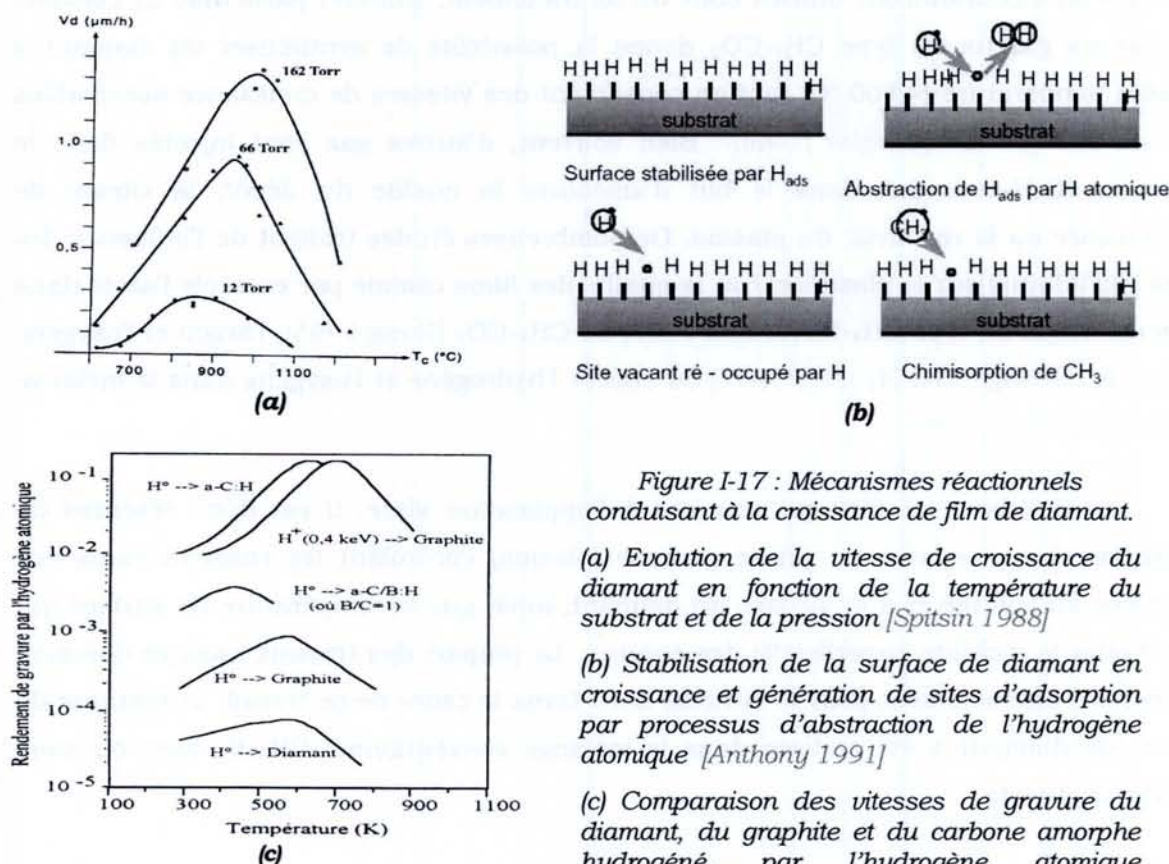 Vd (µm/h)
162 Torr
1,0
66 Torr
0,5
12 Torr
700 900 1100 Tc (°C)
(a)
H H H H H H H H H H H
substrat
Surface stabilisée par Hads
H H H
H H H H H H H H H
substrat
Abstraction de Hads par H atomique
H
H H H H H H H H H H
substrat
Site vacant ré - occupé par H
H
H H H H H H H H H H
substrat
Chimisorption de CH3
(b)
Rendement de gravure par l'hydrogène atomique
10-1
H° --> a-C:H
H+ (0,4 keV) --> Graphite
10-2
H° --> a-C/B:H
(où B/C=1)
10-3
H° --> Graphite
10-4
H° --> Diamant
10-5
100 300 500 700 900 1100
Température (K)
(c)
Figure I-17 : Mécanismes réactionnels
conduisant à la croissance de film de diamant.
(a) Evolution de la vitesse de croissance du
diamant en fonction de la température du
substrat et de la pression [Spitsin 1988]
(b) Stabilisation de la surface de diamant en
croissance et génération de sites d'adsorption
par processus d'abstraction de l'hydrogène
atomique [Anthony 1991]
(c) Comparaison des vitesses de gravure du
diamant, du graphite et du carbone amorphe
hydrogéné par l'hydrogène atomique